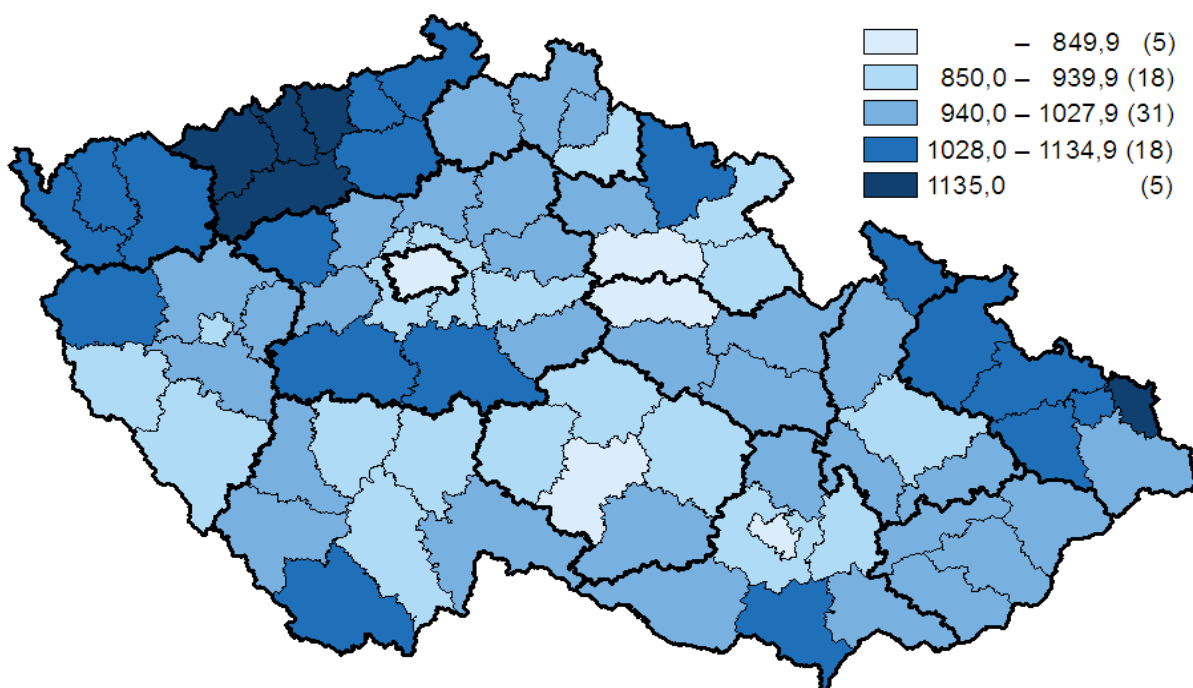 – 849,9 (5)
850,0 – 939,9 (18)
940,0 – 1027,9 (31)
1028,0 – 1134,9 (18)
1135,0 (5)